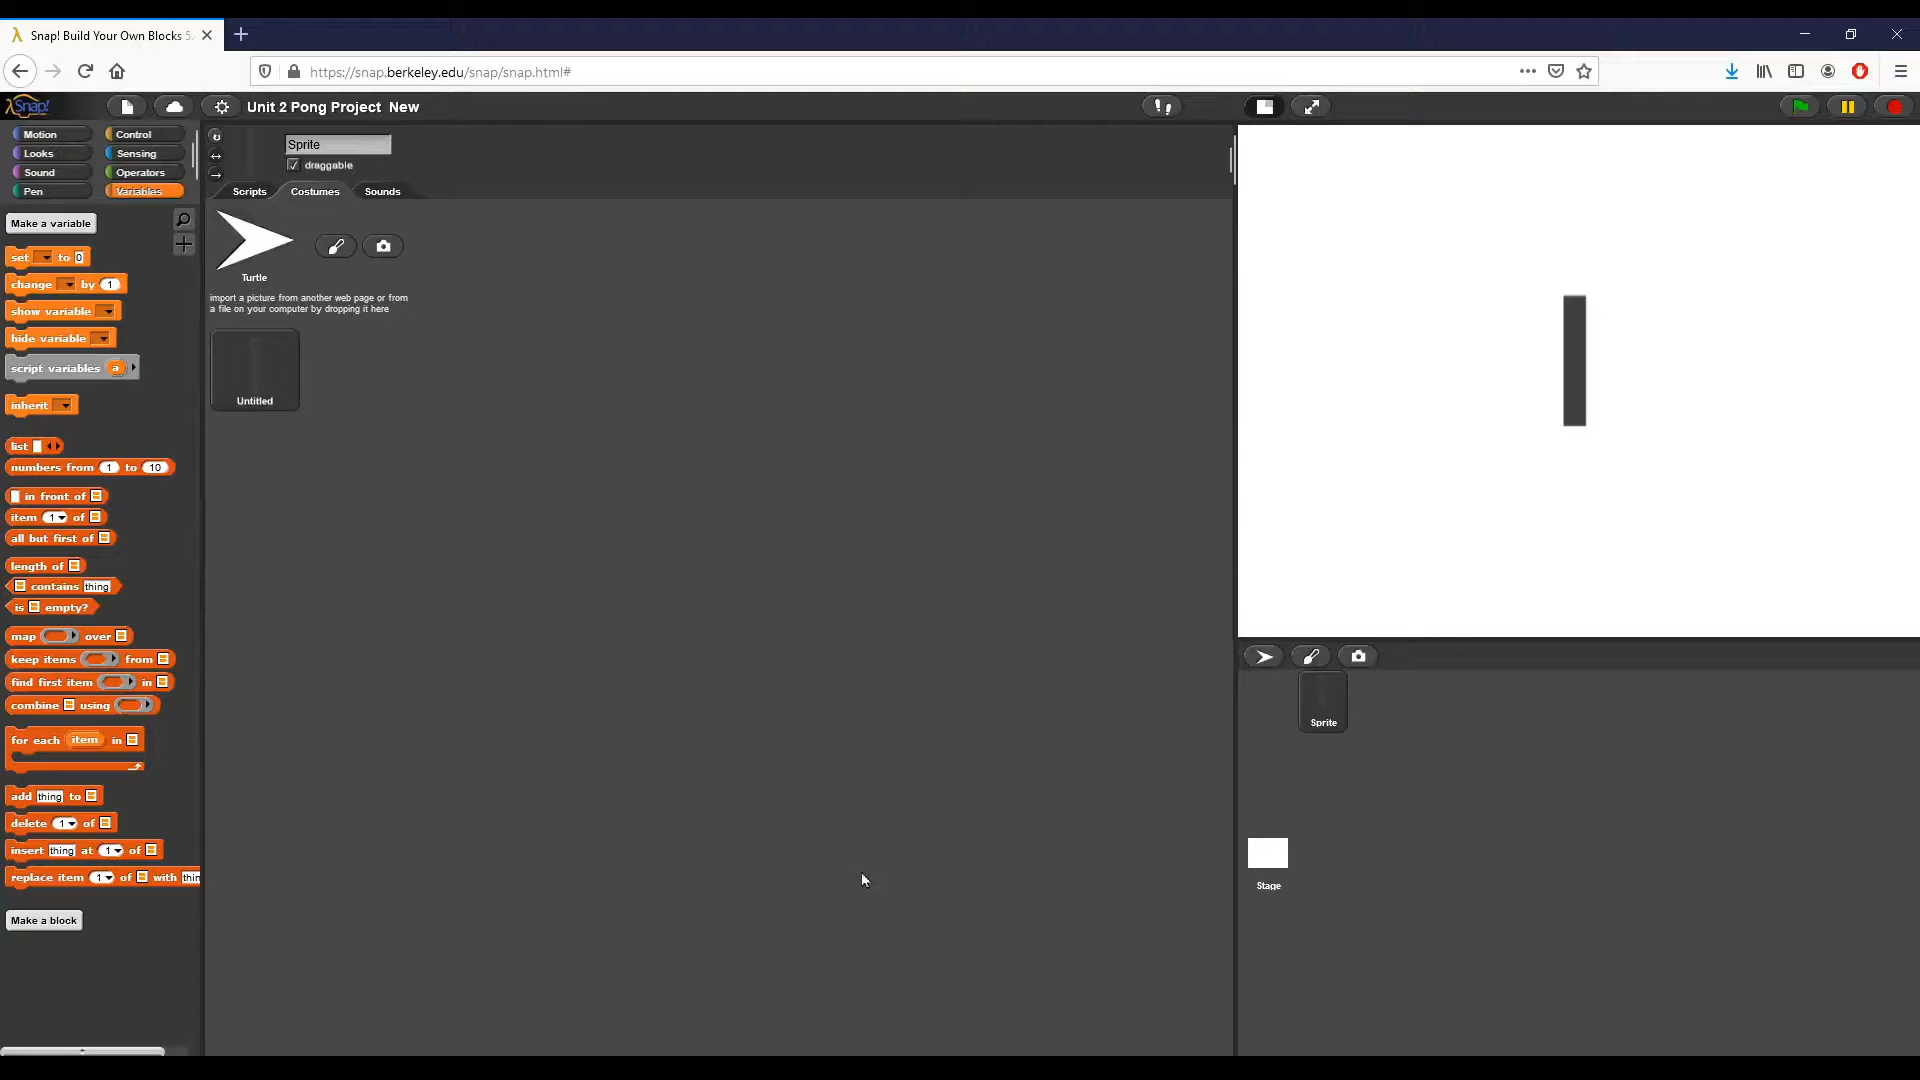 Snap! Build Your Own Blocks 5.
https://snap.berkeley.edu/snap/snap.html#
Snap!
Unit 2 Pong Project New
Motion Control
Looks Sensing
Sound Operators
Pen Variables
Sprite
draggable
Scripts Costumes Sounds
Make a variable
set to 0
change by 1
show variable
hide variable
script variables a
inherit
list
numbers from 1 to 10
in front of
item 1 of
all but first of
length of
contains thing
is empty?
map over
keep items from
find first item in
combine using
for each item in
add thing to
delete 1 of
insert thing at 1 of
replace item 1 of with thin
Make a block
Turtle
import a picture from another web page or from
a file on your computer by dropping it here
Untitled
Sprite
Stage